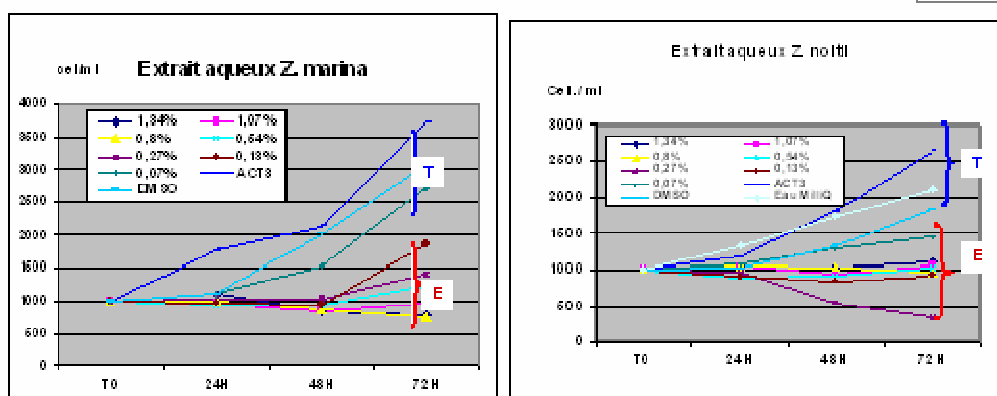 cel/ml Extrait aqueux Z. marina
4000
3500
3000
2500
2000
1500
1000
500
0
1,34% 1,07%
0,8% 0,54%
0,27% 0,13%
0,07% ACT3
DMSO
T
E
T0 24H 48H 72H
Extrait aqueux Z. noltii
Cell./ml
3000
2500
2000
1500
1000
500
0
1,34% 1,07%
0,8% 0,54%
0,27% 0,13%
0,07% ACT3
DMSO Eau MilliQ
T
E
T0 24H 48H 72H